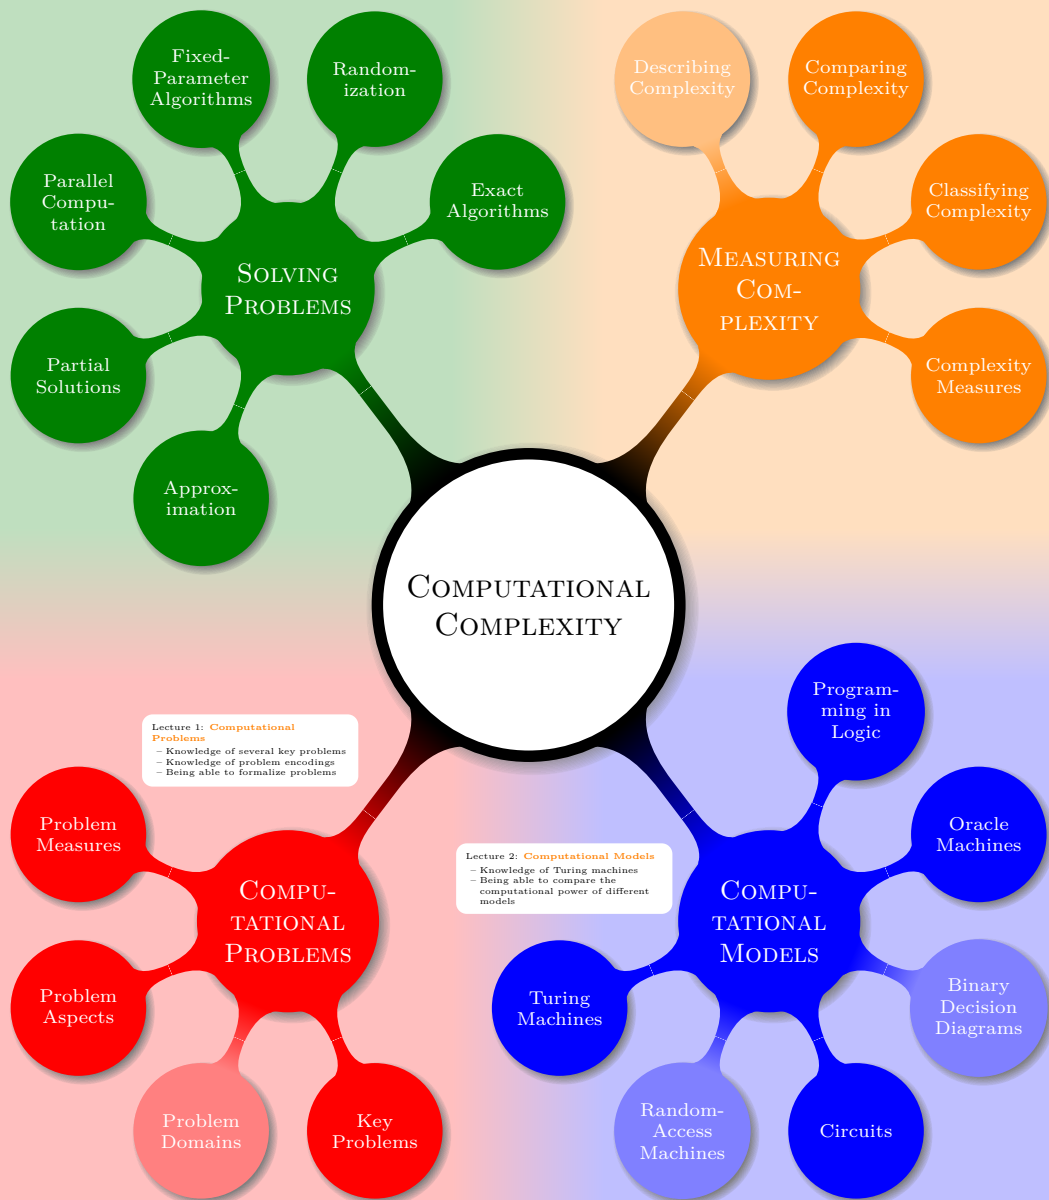 Fixed-
Parameter
Algorithms
Random-
ization
Parallel
Compu-
tation
Exact
Algorithms
Solving
Problems
Partial
Solutions
Approx-
imation
Describing
Complexity
Comparing
Complexity
Classifying
Complexity
Measuring
Com-
plexity
Complexity
Measures
Computational
Complexity
Lecture 1: Computational
Problems
– Knowledge of several key problems
– Knowledge of problem encodings
– Being able to formalize problems
Problem
Measures
Compu-
tational
Problems
Problem
Aspects
Problem
Domains
Key
Problems
Lecture 2: Computational Models
– Knowledge of Turing machines
– Being able to compare the
computational power of different
models
Program-
ming in
Logic
Oracle
Machines
Compu-
tational
Models
Turing
Machines
Binary
Decision
Diagrams
Random-
Access
Machines
Circuits